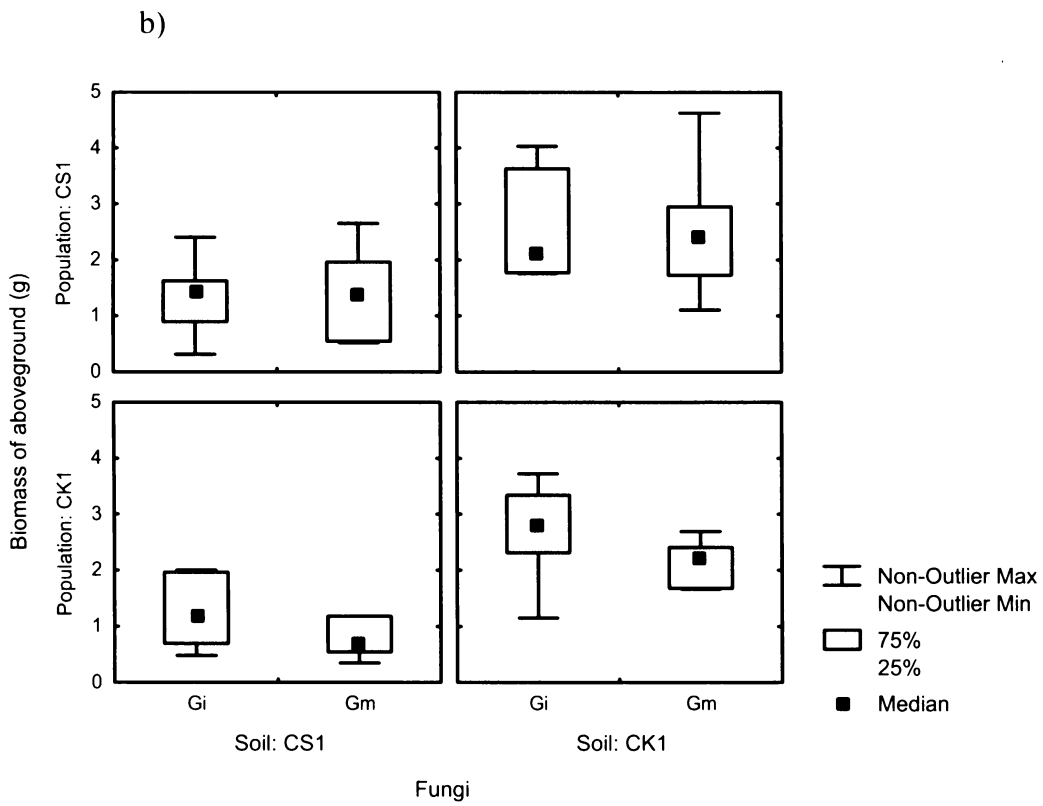 b)
Biomass of aboveground (g)
Population: CS1
5
4
3
2
1
0
Population: CK1
5
4
3
2
1
0
Gi
Gm
Gi
Gm
Soil: CS1
Soil: CK1
Fungi
Non-Outlier Max
Non-Outlier Min
75%
25%
Median